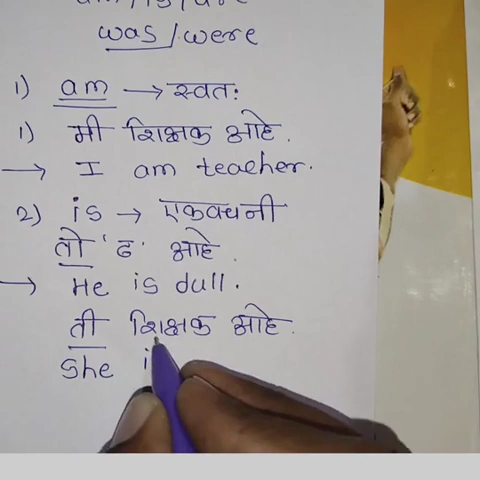 was / were
1) am → स्वतः
1) मी शिक्षक आहे.
→ I am teacher.
2) is → एकवचनी
तो 'ढ' आहे.
→ He is dull.
ती शिक्षक आहे.
She i